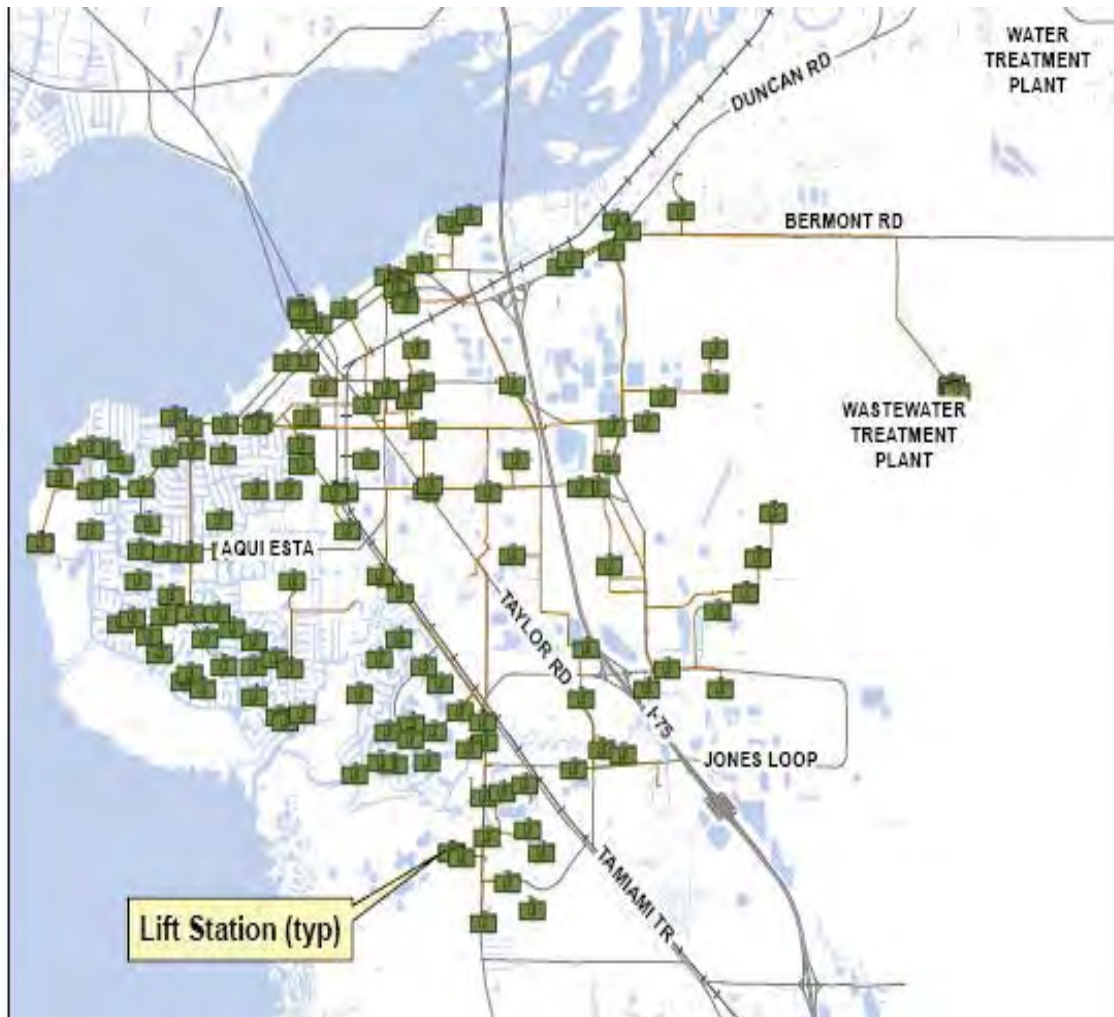 WATER
TREATMENT
PLANT
DUNCAN RD
BERMONT RD
WASTEWATER
TREATMENT
PLANT
AQUI ESTA
TAYLOR RD
I-75
JONES LOOP
TAMIAMI TR
Lift Station (typ)